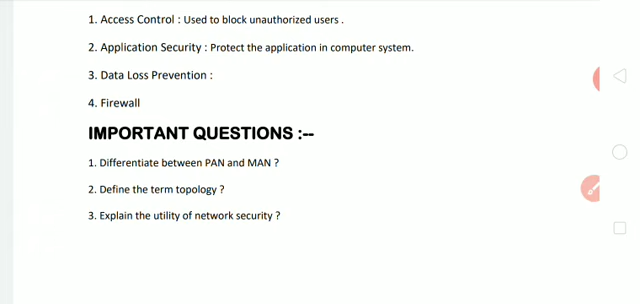 1. Access Control : Used to block unauthorized users .
2. Application Security : Protect the application in computer system.
3. Data Loss Prevention :
4. Firewall
IMPORTANT QUESTIONS :--
1. Differentiate between PAN and MAN ?
2. Define the term topology ?
3. Explain the utility of network security ?